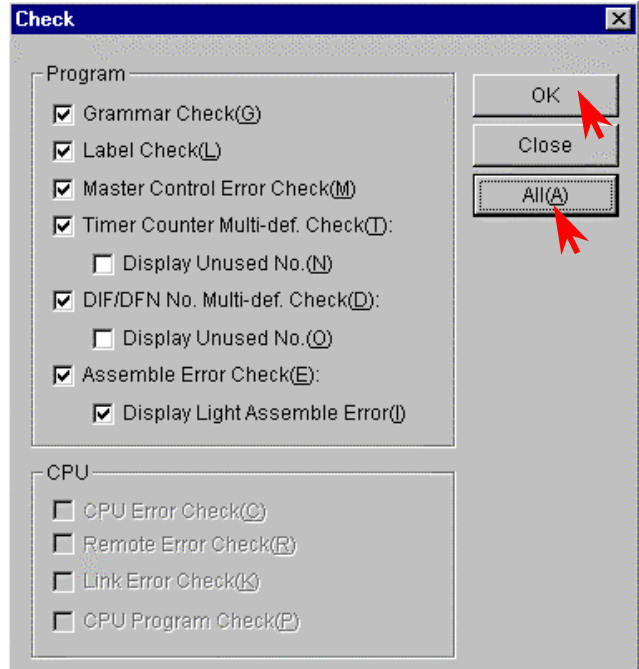 Check
Program
Grammar Check(G)
Label Check(L)
Master Control Error Check(M)
Timer Counter Multi-def. Check(T):
Display Unused No.(N)
DIF/DFN No. Multi-def. Check(D):
Display Unused No.(O)
Assemble Error Check(E):
Display Light Assemble Error(I)
OK
Close
All(A)
CPU
CPU Error Check(C)
Remote Error Check(R)
Link Error Check(K)
CPU Program Check(P)